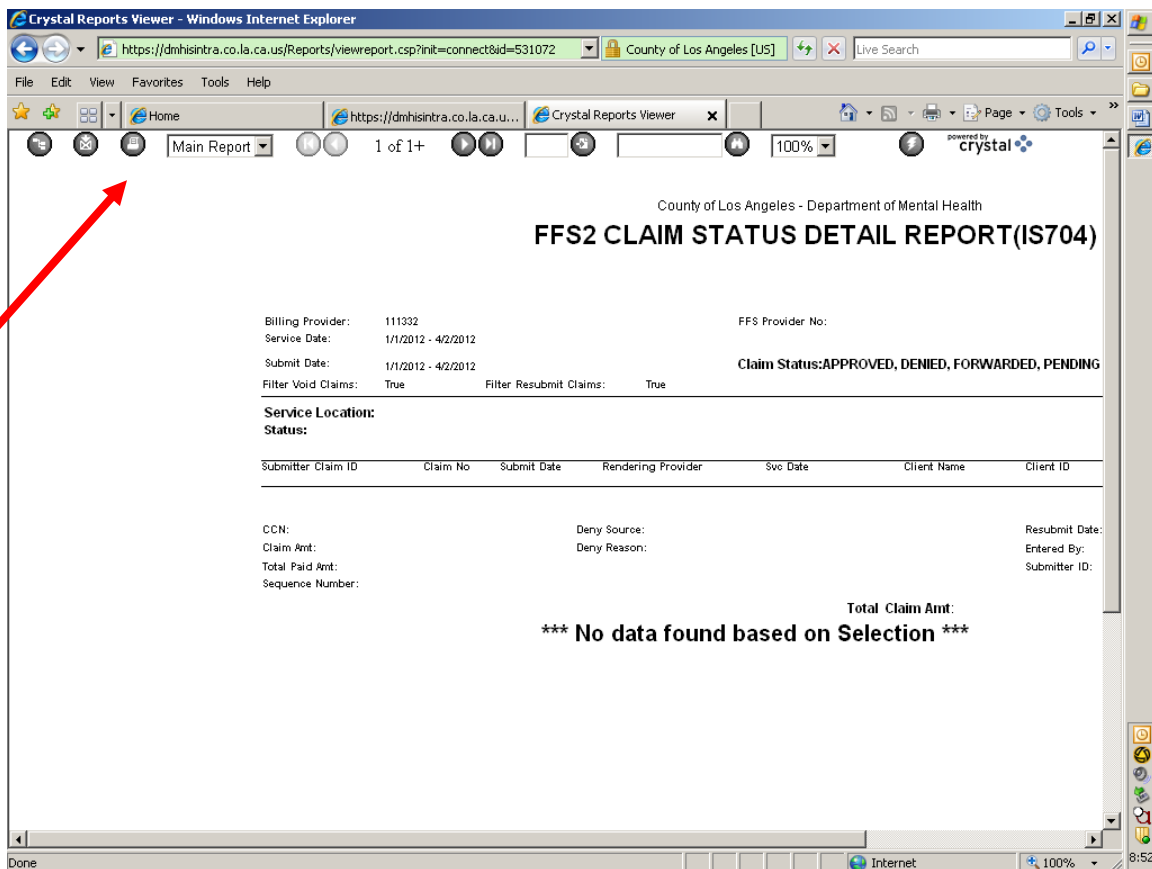 Crystal Reports Viewer - Windows Internet Explorer
https://dmhisintra.co.la.ca.us/Reports/viewreport.csp?init=connect&id=531072 County of Los Angeles [US] Live Search
File Edit View Favorites Tools Help
Home https://dmhisintra.co.la.ca.u... Crystal Reports Viewer x Page Tools »
Main Report 1 of 1+ 100% powered by crystal
County of Los Angeles - Department of Mental Health
FFS2 CLAIM STATUS DETAIL REPORT(IS704)
Billing Provider: 111332 FFS Provider No:
Service Date: 1/1/2012 - 4/2/2012
Submit Date: 1/1/2012 - 4/2/2012 Claim Status:APPROVED, DENIED, FORWARDED, PENDING
Filter Void Claims: True Filter Resubmit Claims: True
Service Location:
Status:
Submitter Claim ID Claim No Submit Date Rendering Provider Svc Date Client Name Client ID
CCN: Deny Source: Resubmit Date:
Claim Amt: Deny Reason: Entered By:
Total Paid Amt: Submitter ID:
Sequence Number:
Total Claim Amt:
*** No data found based on Selection ***
Done Internet 100% 8:52